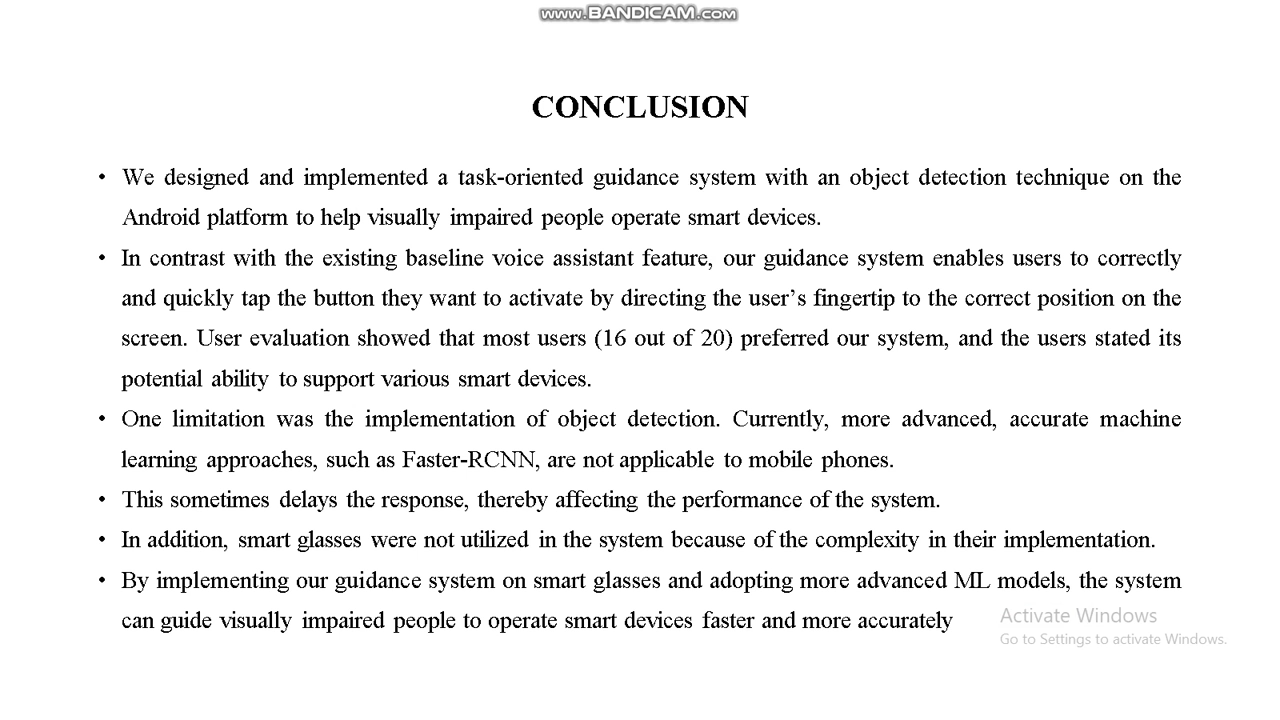 www.BANDICAM.com
CONCLUSION
• We designed and implemented a task-oriented guidance system with an object detection technique on the
Android platform to help visually impaired people operate smart devices.
• In contrast with the existing baseline voice assistant feature, our guidance system enables users to correctly
and quickly tap the button they want to activate by directing the user’s fingertip to the correct position on the
screen. User evaluation showed that most users (16 out of 20) preferred our system, and the users stated its
potential ability to support various smart devices.
• One limitation was the implementation of object detection. Currently, more advanced, accurate machine
learning approaches, such as Faster-RCNN, are not applicable to mobile phones.
• This sometimes delays the response, thereby affecting the performance of the system.
• In addition, smart glasses were not utilized in the system because of the complexity in their implementation.
• By implementing our guidance system on smart glasses and adopting more advanced ML models, the system
can guide visually impaired people to operate smart devices faster and more accurately
Activate Windows
Go to Settings to activate Windows.